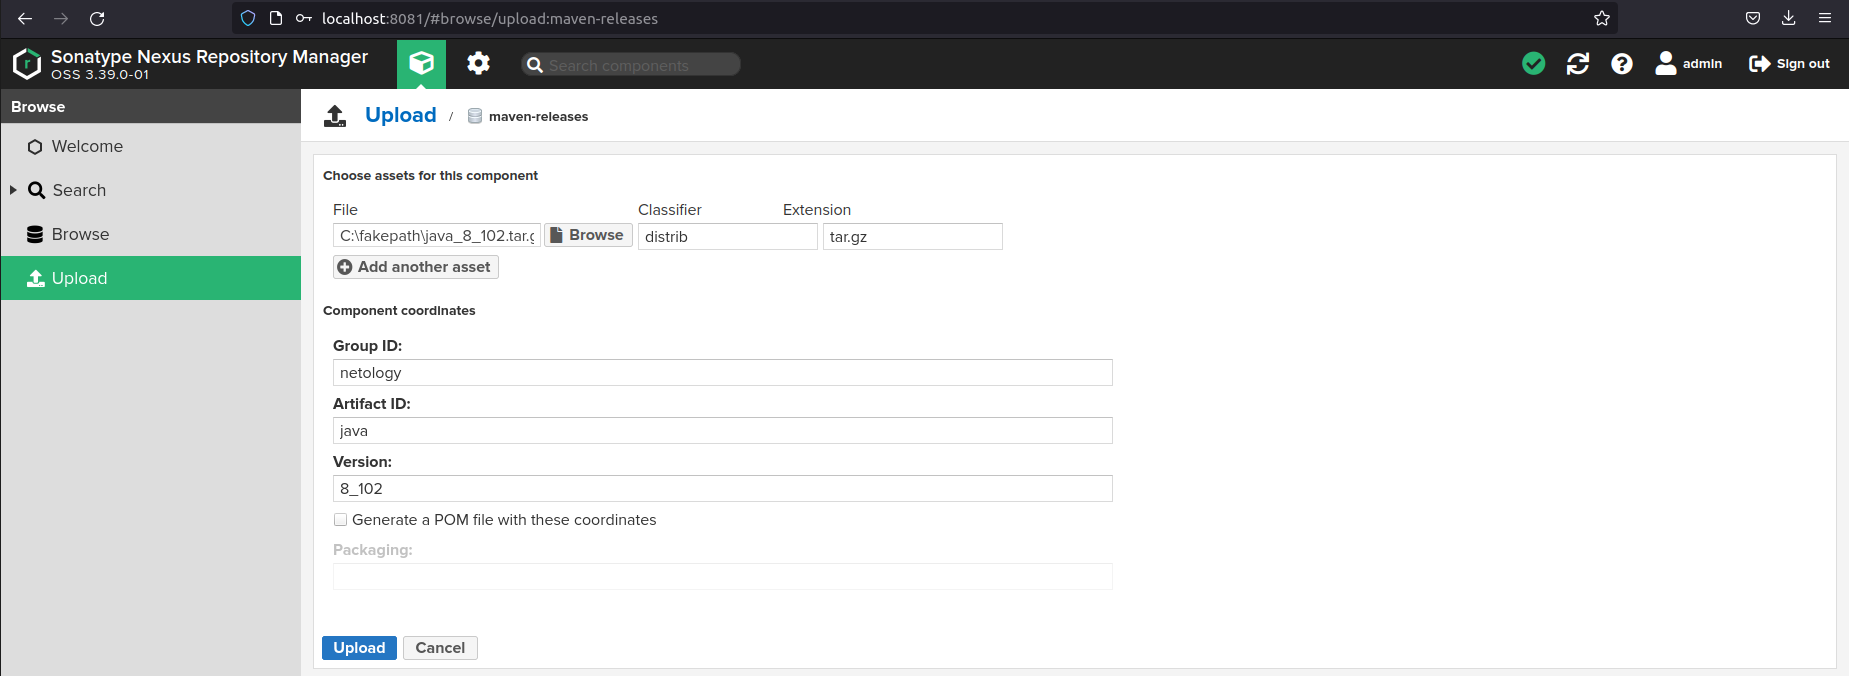 localhost:8081/#browse/upload:maven-releases
Sonatype Nexus Repository Manager
OSS 3.39.0-01
Search components
admin
Sign out
Browse
Welcome
Search
Browse
Upload
Upload / maven-releases
Choose assets for this component
File Classifier Extension
C:\fakepath\java_8_102.tar.g Browse distrib tar.gz
Add another asset
Component coordinates
Group ID:
netology
Artifact ID:
java
Version:
8_102
Generate a POM file with these coordinates
Packaging:
Upload Cancel